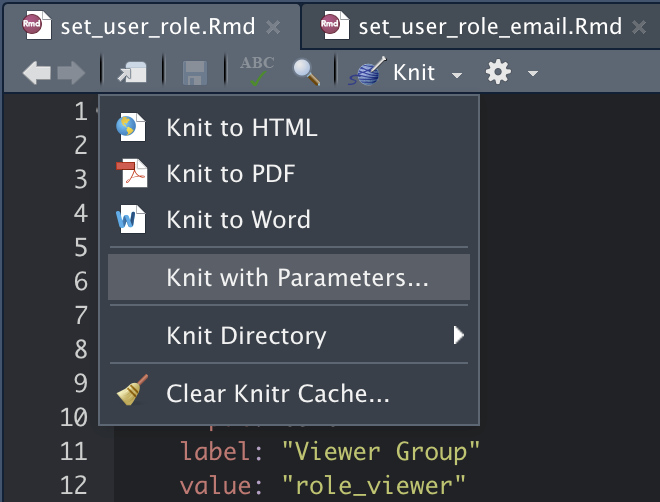 Rmd set_user_role.Rmd × Rmd set_user_role_email.Rmd
ABC Knit
1
Knit to HTML
2
3
Knit to PDF
4
W Knit to Word
5
6
Knit with Parameters...
7
8
Knit Directory
9
Clear Knitr Cache...
10
11 label: "Viewer Group"
12 value: "role_viewer"